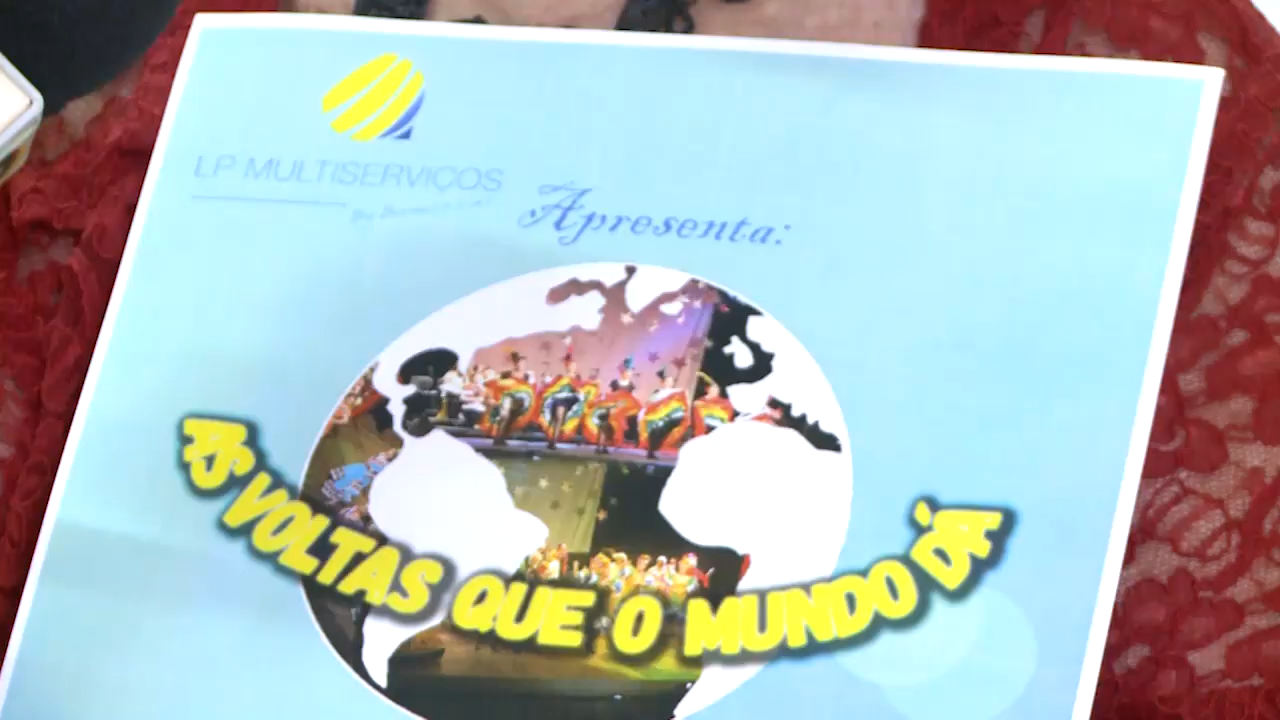 LP MULTISERVIÇOS
Apresenta:
AS VOLTAS QUE O MUNDO DÁ